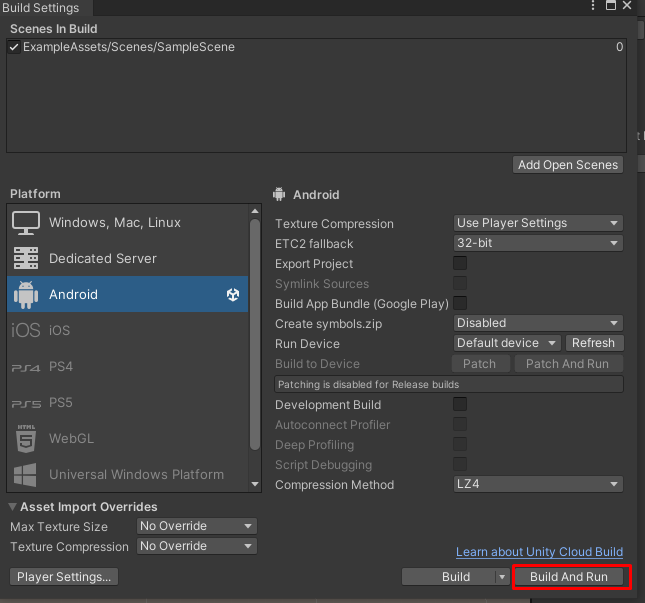 Build Settings
Scenes In Build
ExampleAssets/Scenes/SampleScene 0
Add Open Scenes
Platform
Windows, Mac, Linux
Dedicated Server
Android
iOS iOS
PS4 PS4
PS5 PS5
HTML WebGL
Universal Windows Platform
Android
Texture Compression Use Player Settings
ETC2 fallback 32-bit
Export Project
Symlink Sources
Build App Bundle (Google Play)
Create symbols.zip Disabled
Run Device Default device Refresh
Build to Device Patch Patch And Run
Patching is disabled for Release builds
Development Build
Autoconnect Profiler
Deep Profiling
Script Debugging
Compression Method LZ4
Asset Import Overrides
Max Texture Size No Override
Texture Compression No Override
Learn about Unity Cloud Build
Player Settings... Build Build And Run